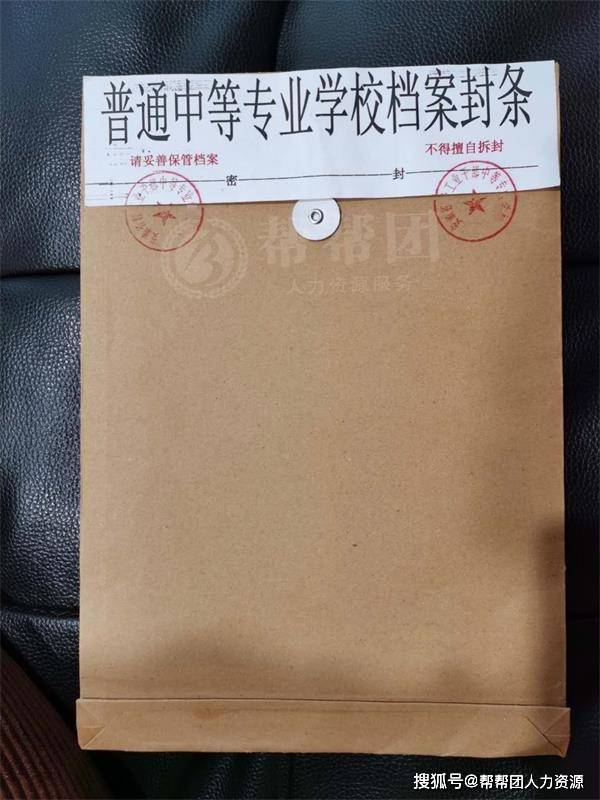 普通中等专业学校档案封条
请妥善保管档案
不得擅自拆封
密 封
帮帮团
人力资源服务
搜狐号@帮帮团人力资源